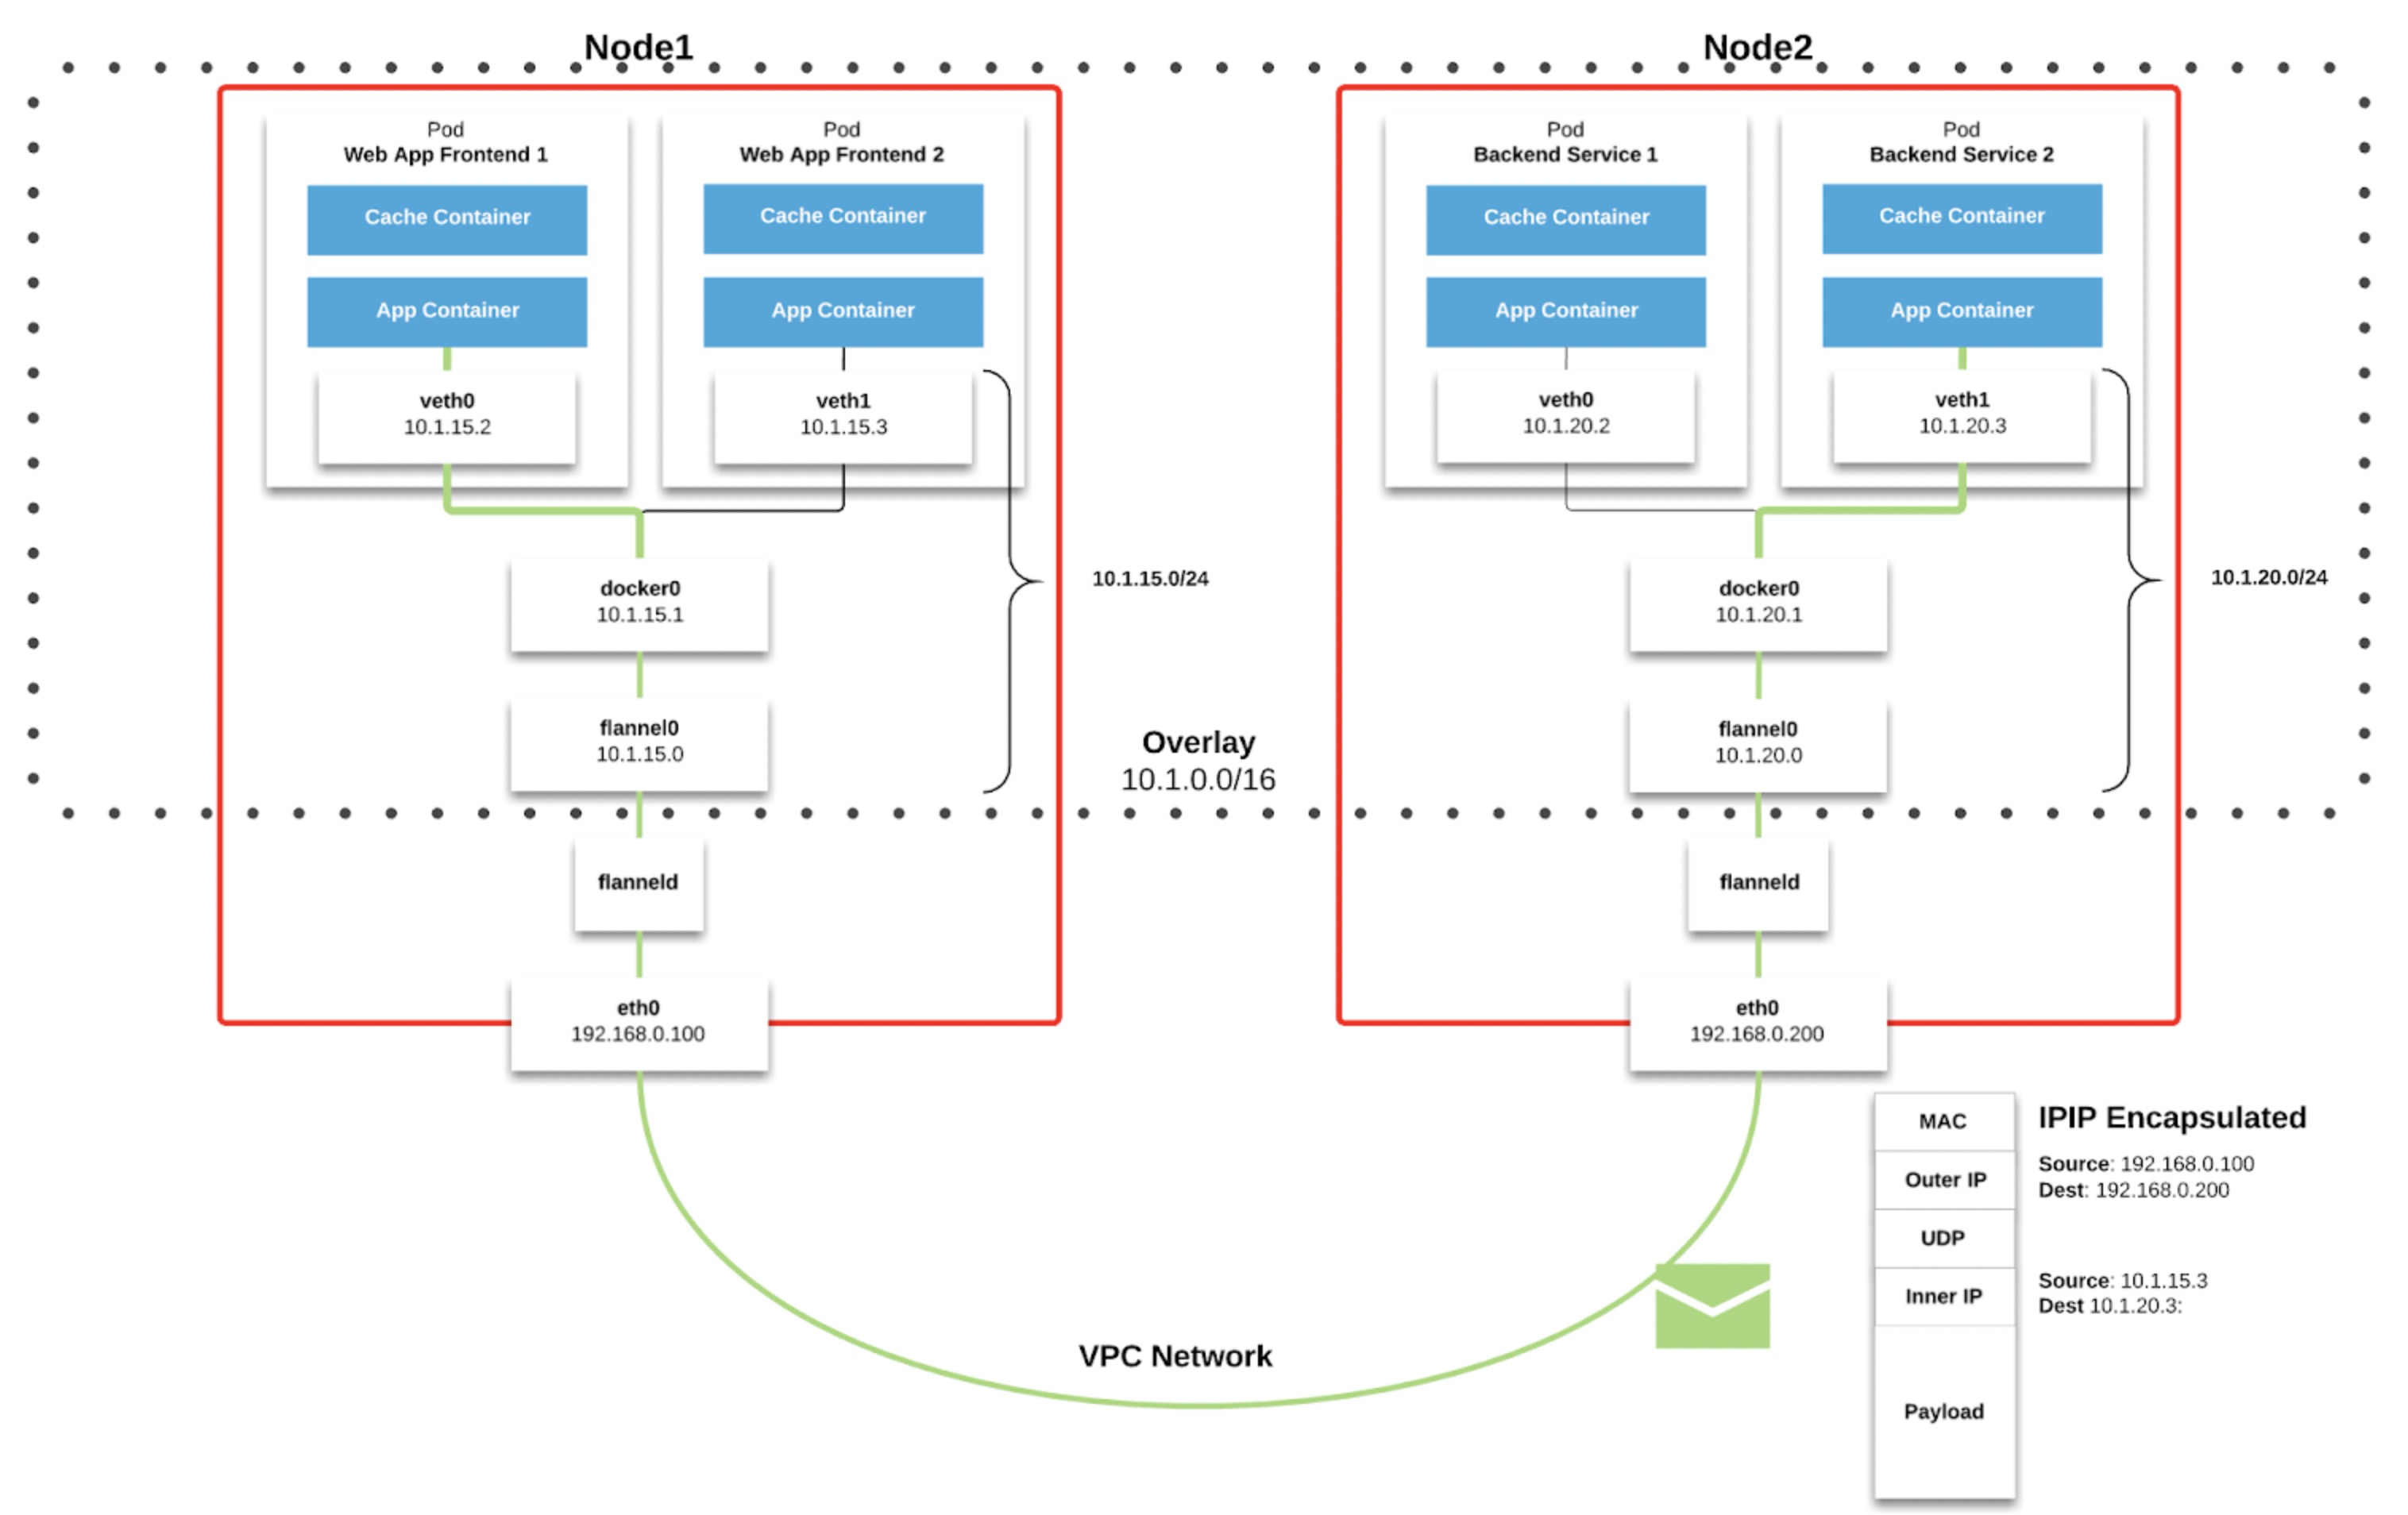 Node1
Pod
Web App Frontend 1
Cache Container
App Container
veth0
10.1.15.2
Pod
Web App Frontend 2
Cache Container
App Container
veth1
10.1.15.3
docker0
10.1.15.1
flannel0
10.1.15.0
10.1.15.0/24
flanneld
eth0
192.168.0.100
Overlay
10.1.0.0/16
Node2
Pod
Backend Service 1
Cache Container
App Container
veth0
10.1.20.2
Pod
Backend Service 2
Cache Container
App Container
veth1
10.1.20.3
docker0
10.1.20.1
flannel0
10.1.20.0
10.1.20.0/24
flanneld
eth0
192.168.0.200
VPC Network
MAC
IPIP Encapsulated
Outer IP
Source: 192.168.0.100
Dest: 192.168.0.200
UDP
Inner IP
Source: 10.1.15.3
Dest 10.1.20.3:
Payload